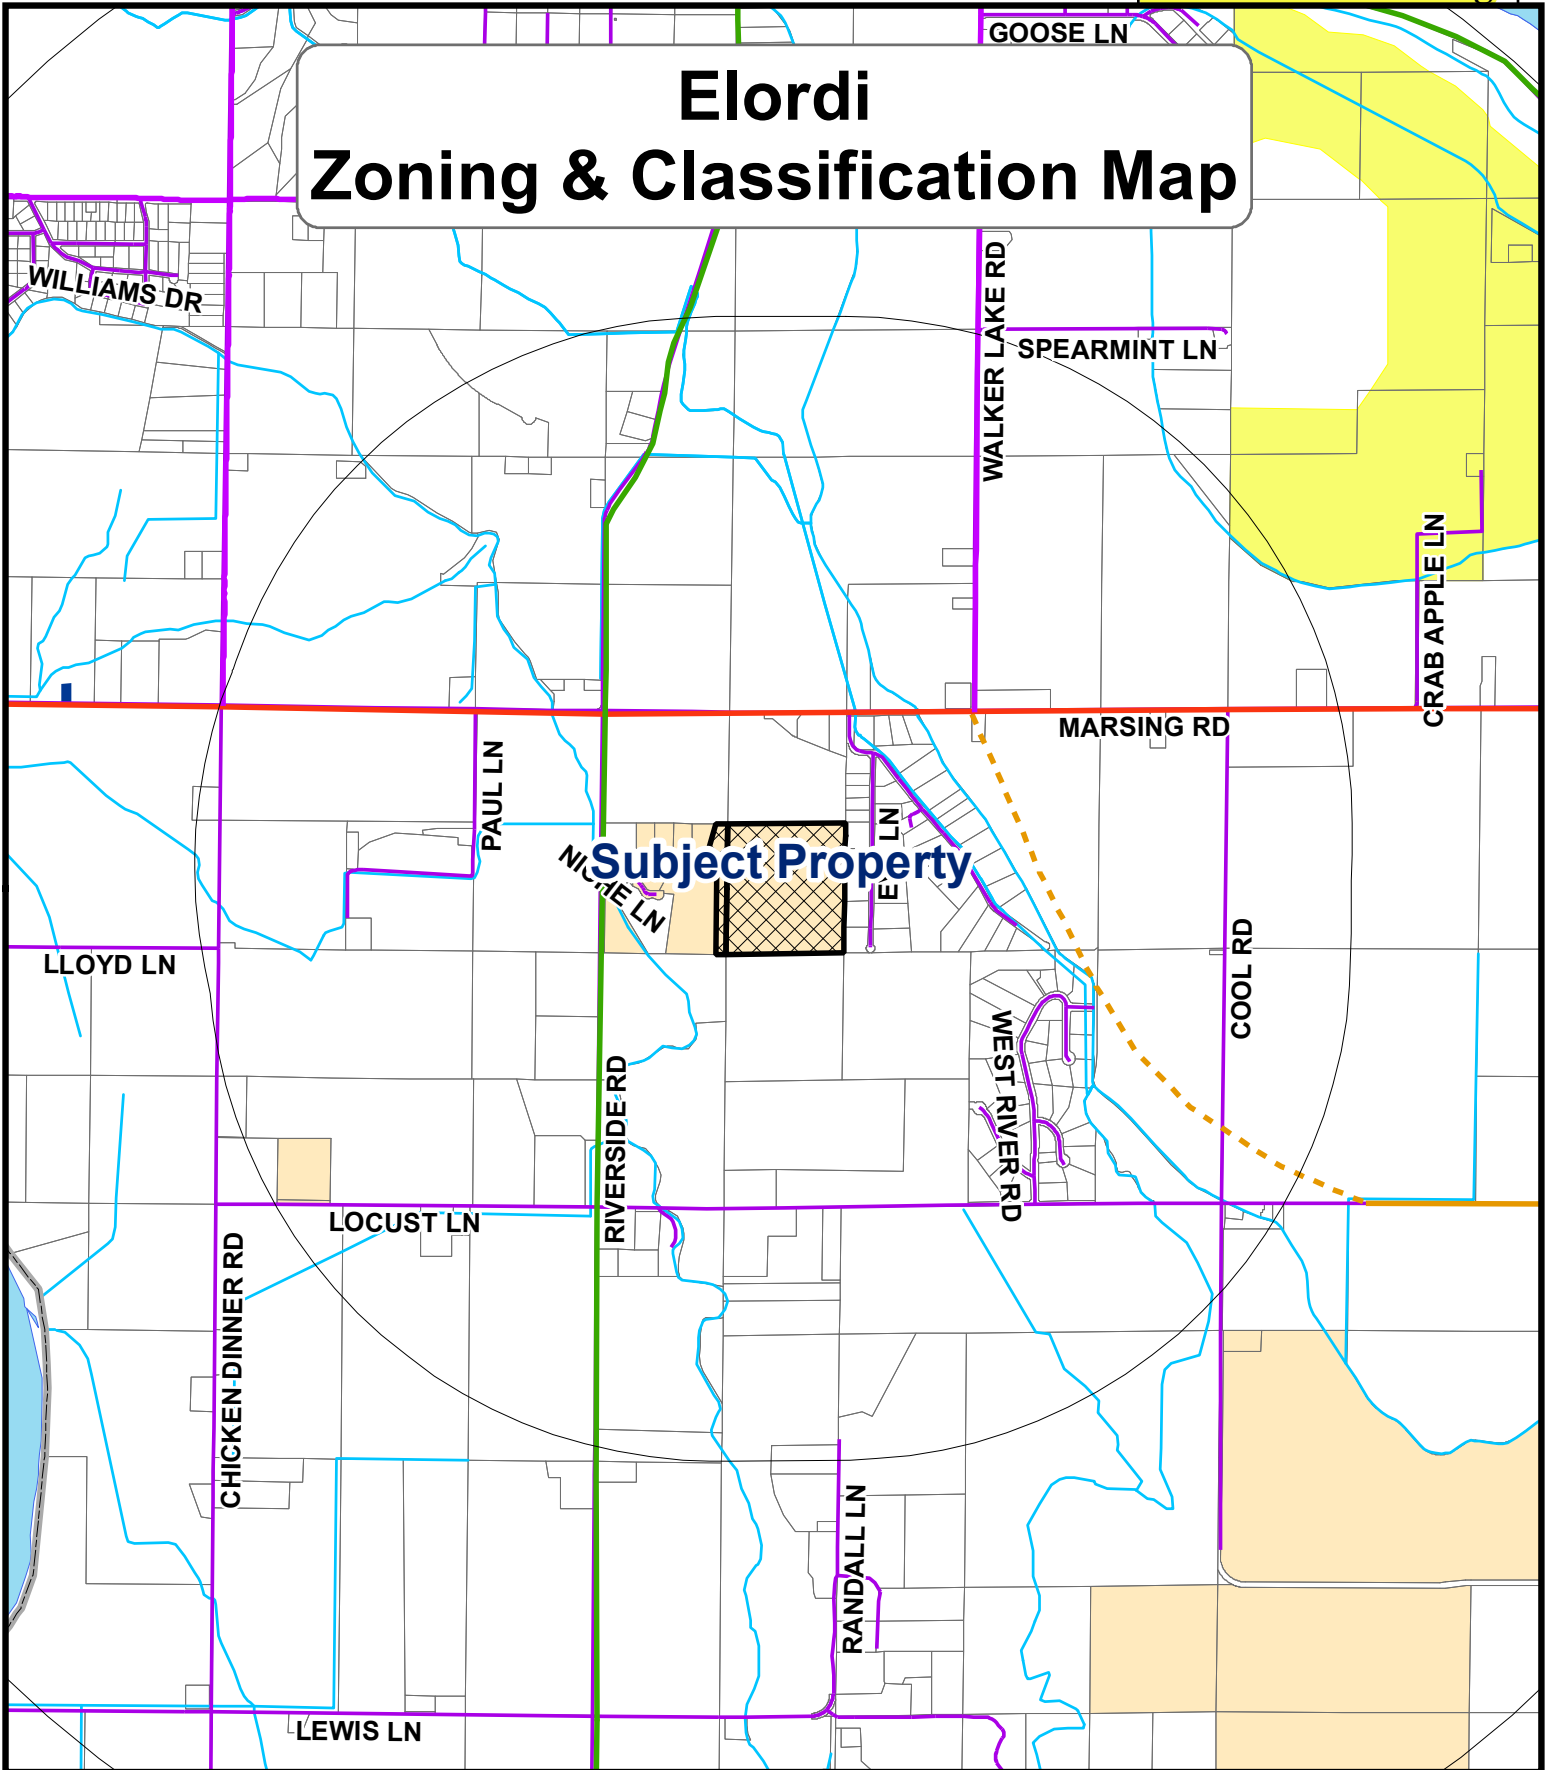 GOOSE LN
Elordi
Zoning & Classification Map
WILLIAMS DR
WALKER LAKE RD
SPEARMINT LN
CRAB APPLE LN
MARSING RD
PAUL LN
Subject Property
LN
LLOYD LN
COOL RD
WEST RIVER RD
RIVERSIDE RD
LOCUST LN
CHICKEN DINNER RD
RANDALL LN
LEWIS LN